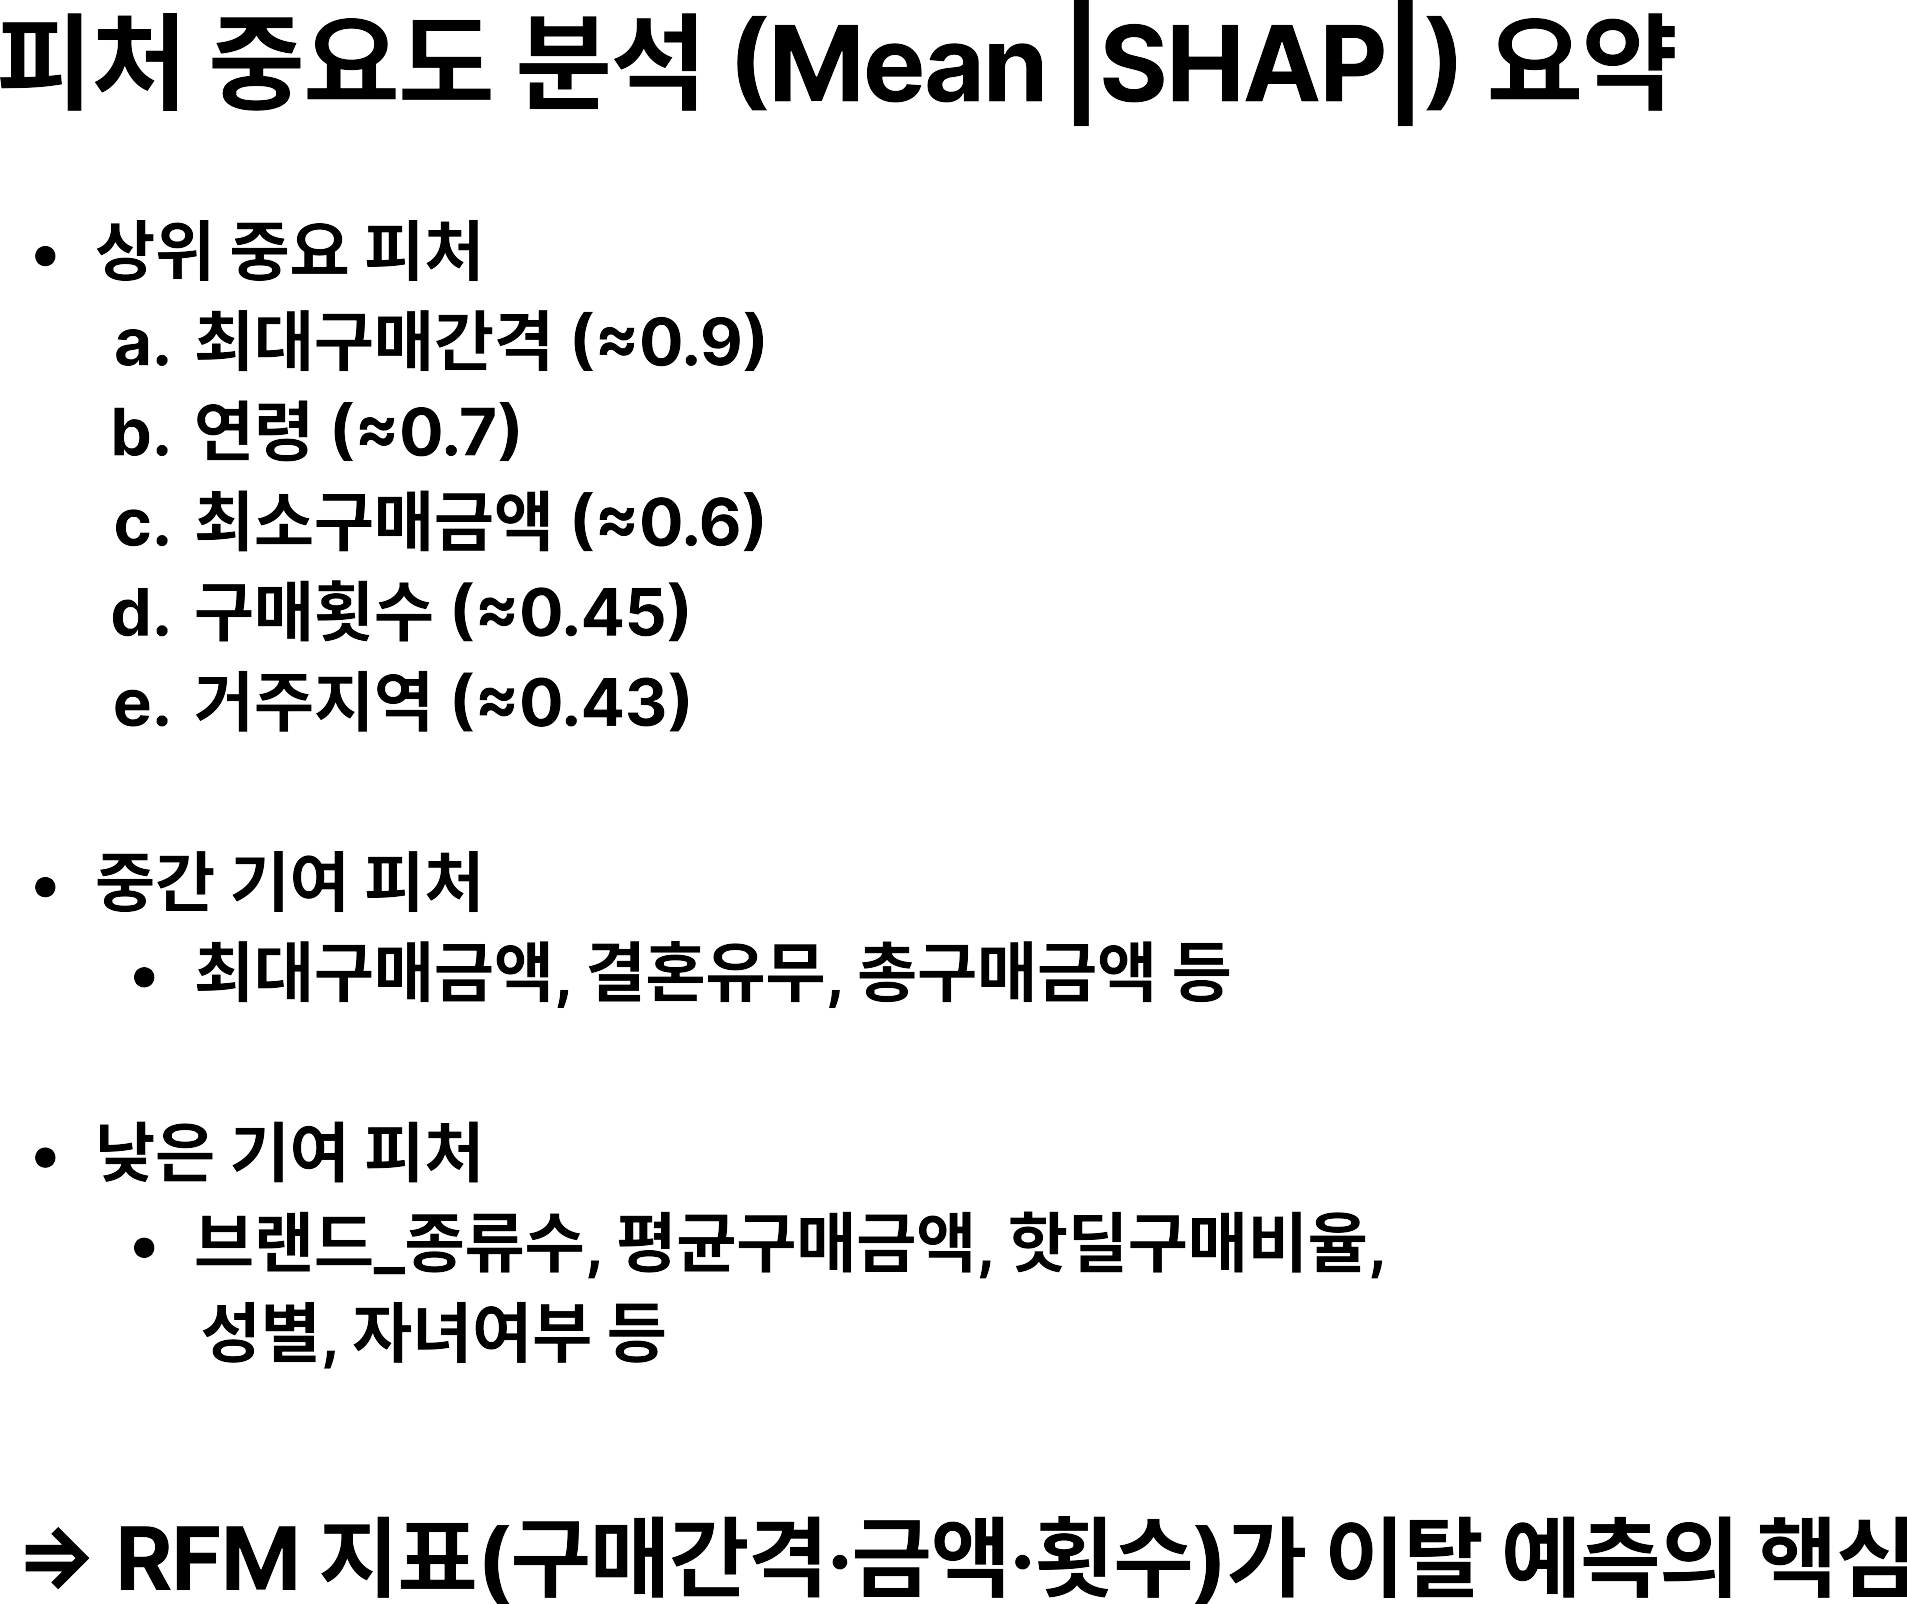 피처 중요도 분석 (Mean |SHAP|) 요약
• 상위 중요 피처
a. 최대구매간격 (≈0.9)
b. 연령 (≈0.7)
c. 최소구매금액 (≈0.6)
d. 구매횟수 (≈0.45)
e. 거주지역 (≈0.43)
• 중간 기여 피처
• 최대구매금액, 결혼유무, 총구매금액 등
• 낮은 기여 피처
• 브랜드_종류수, 평균구매금액, 핫딜구매비율,
성별, 자녀여부 등
⇒ RFM 지표(구매간격·금액·횟수)가 이탈 예측의 핵심